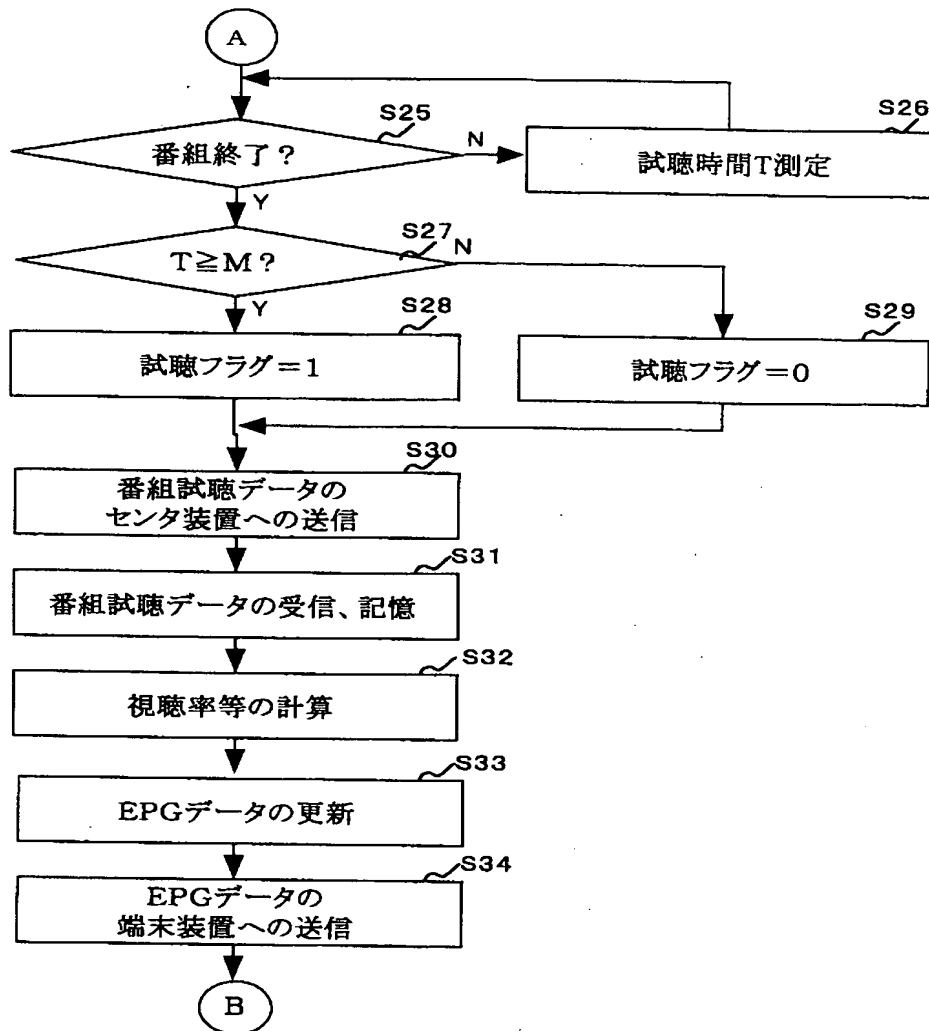 A
S25
番組終了？
N
S26
試聴時間T測定
Y
S27
T≧M？
N
Y
S28
試聴フラグ＝1
S29
試聴フラグ＝0
S30
番組試聴データの
センタ装置への送信
S31
番組試聴データの受信、記憶
S32
視聴率等の計算
S33
EPGデータの更新
S34
EPGデータの
端末装置への送信
B